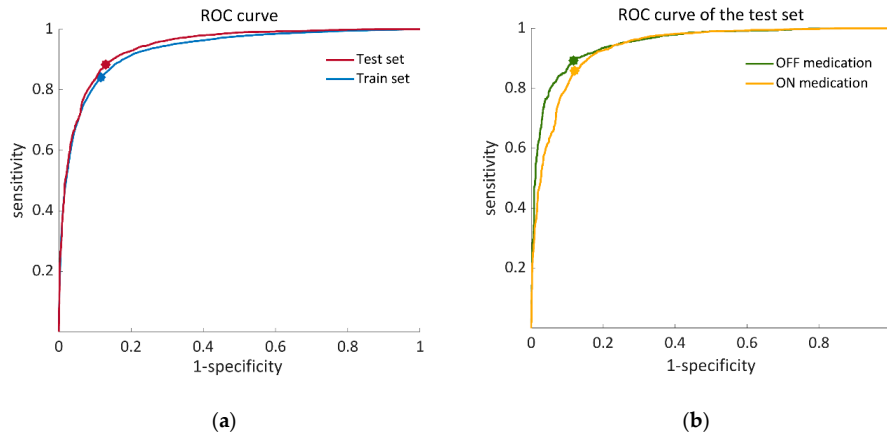 ROC curve
1
0.8
0.6
0.4
0.2
sensitivity
Test set
Train set
0 0.2 0.4 0.6 0.8 1
1-specificity
(a)
ROC curve of the test set
1
0.8
0.6
0.4
0.2
sensitivity
OFF medication
ON medication
0 0.2 0.4 0.6 0.8
1-specificity
(b)